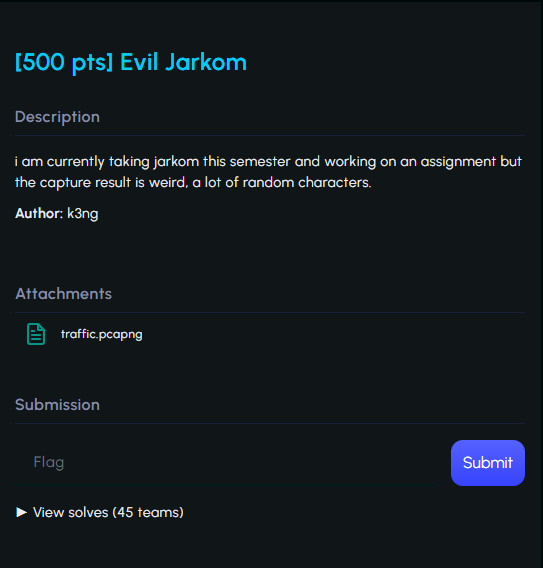 [500 pts] Evil Jarkom
Description
i am currently taking jarkom this semester and working on an assignment but
the capture result is weird, a lot of random characters.
Author: k3ng
Attachments
traffic.pcapng
Submission
Flag
Submit
► View solves (45 teams)